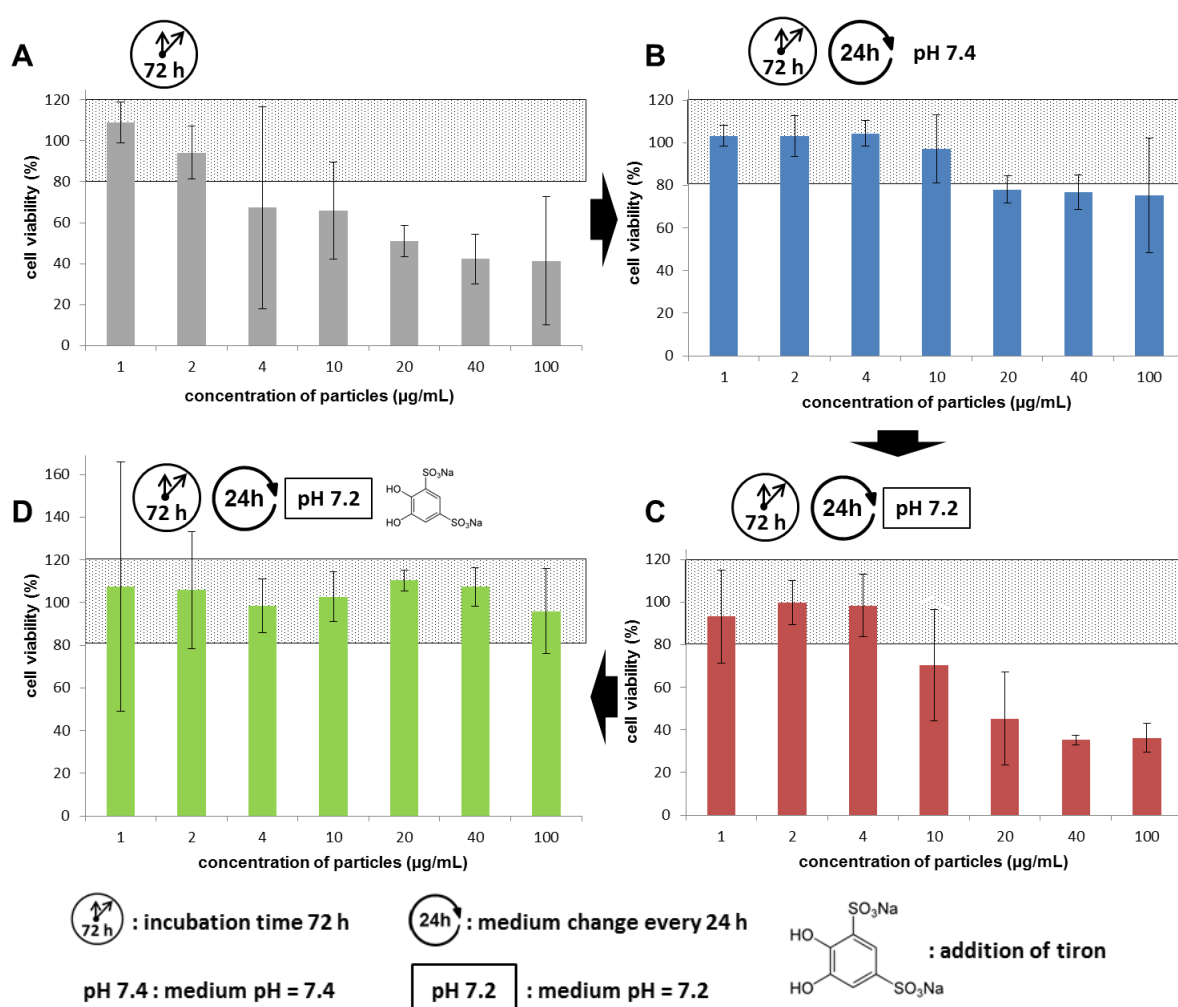 A
72 h
cell viability (%)
120
100
80
60
40
20
0
1 2 4 10 20 40 100
concentration of particles (µg/mL)
B
72 h
24h
pH 7.4
cell viability (%)
120
100
80
60
40
20
0
1 2 4 10 20 40 100
concentration of particles (µg/mL)
D
72 h
24h
pH 7.2
SO3Na
HO
HO
SO3Na
cell viability (%)
160
140
120
100
80
60
40
20
0
1 2 4 10 20 40 100
concentration of particles (µg/mL)
C
72 h
24h
pH 7.2
cell viability (%)
120
100
80
60
40
20
0
1 2 4 10 20 40 100
concentration of particles (µg/mL)
72 h : incubation time 72 h
24h : medium change every 24 h
SO3Na
HO
HO
SO3Na
: addition of tiron
pH 7.4 : medium pH = 7.4
pH 7.2 : medium pH = 7.2